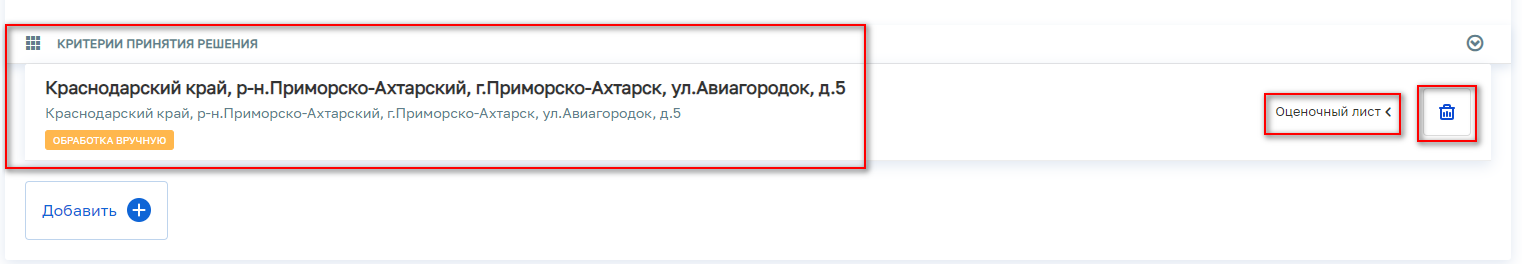 КРИТЕРИИ ПРИНЯТИЯ РЕШЕНИЯ
Краснодарский край, р-н.Приморско-Ахтарский, г.Приморско-Ахтарск, ул.Авиагородок, д.5
Краснодарский край, р-н.Приморско-Ахтарский, г.Приморско-Ахтарск, ул.Авиагородок, д.5
Оценочный лист
ОБРАБОТКА ВРУЧНУЮ
Добавить